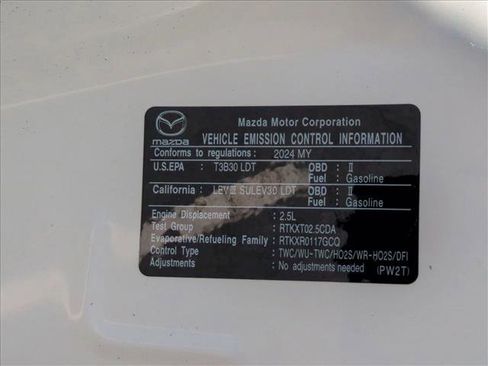 Mazda Motor Corporation
mazda VEHICLE EMISSION CONTROL INFORMATION
Conforms to regulations: 2024 MY
U.S.EPA : T3B30 LDT OBD : II
Fuel : Gasoline
California: : LEVIII SULEV30 LDT OBD : II
Fuel : Gasoline
Engine Displacement : 2.5L
Test Group : RTKXT02.5CDA
Evaporative/Refueling Family : RTKXR0117GCQ
Control Type : TWC/WU-TWC/HO2S/WR-HO2S/DFI
Adjustments : No adjustments needed (PW2T)